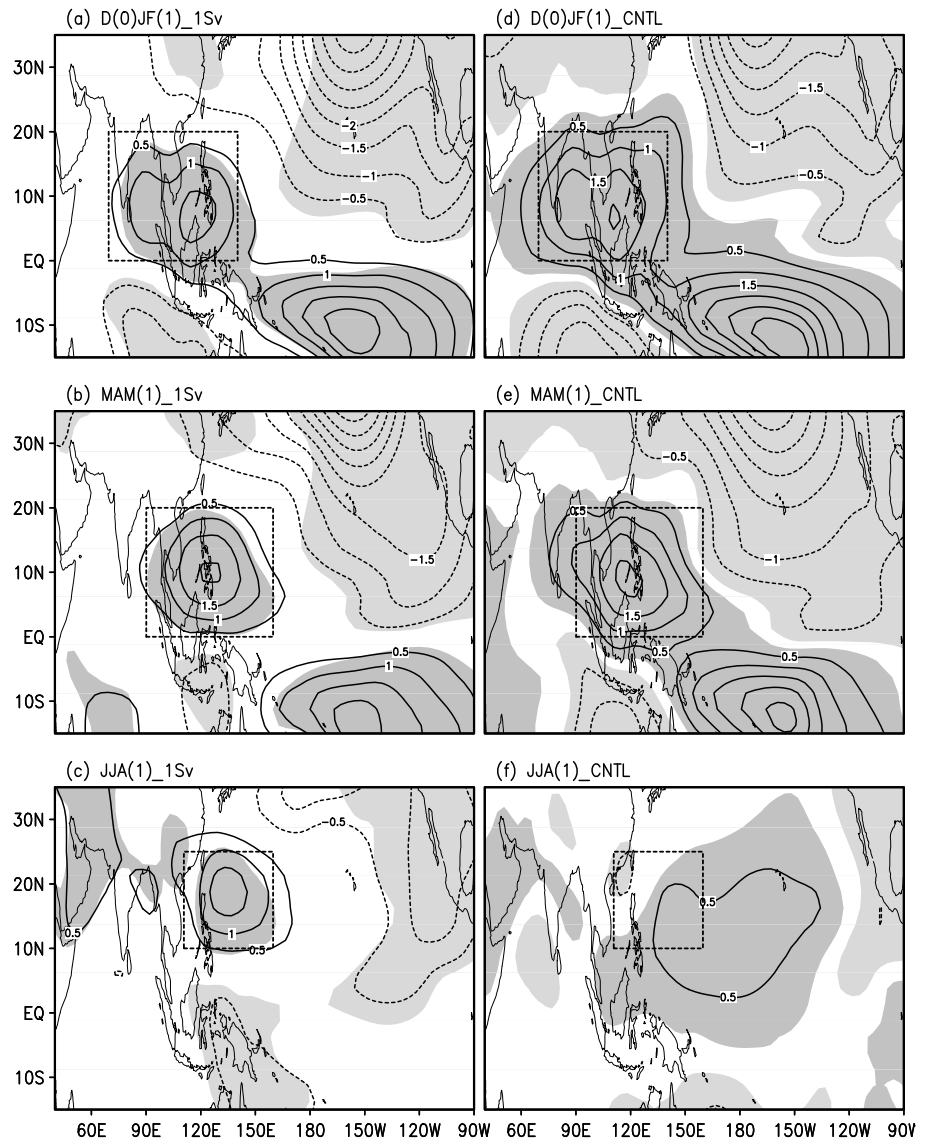 (a) D(0)JF(1)_1Sv
(d) D(0)JF(1)_CNTL
30N
20N
10N
EQ
10S
0.5
1
-2
-1.5
-1
-0.5
0.5
1
0.5
1
1.5
-1.5
-1
-0.5
0.5
1
1.5
(b) MAM(1)_1Sv
(e) MAM(1)_CNTL
30N
20N
10N
EQ
10S
0.5
1.5
1
-1.5
0.5
1
-0.5
0.5
-1
1.5
1
0.5
0.5
(c) JJA(1)_1Sv
(f) JJA(1)_CNTL
30N
20N
10N
EQ
10S
-0.5
0.5
1
0.5
0.5
0.5
60E 90E 120E 150E 180 150W 120W 90W 60E 90E 120E 150E 180 150W 120W 90W